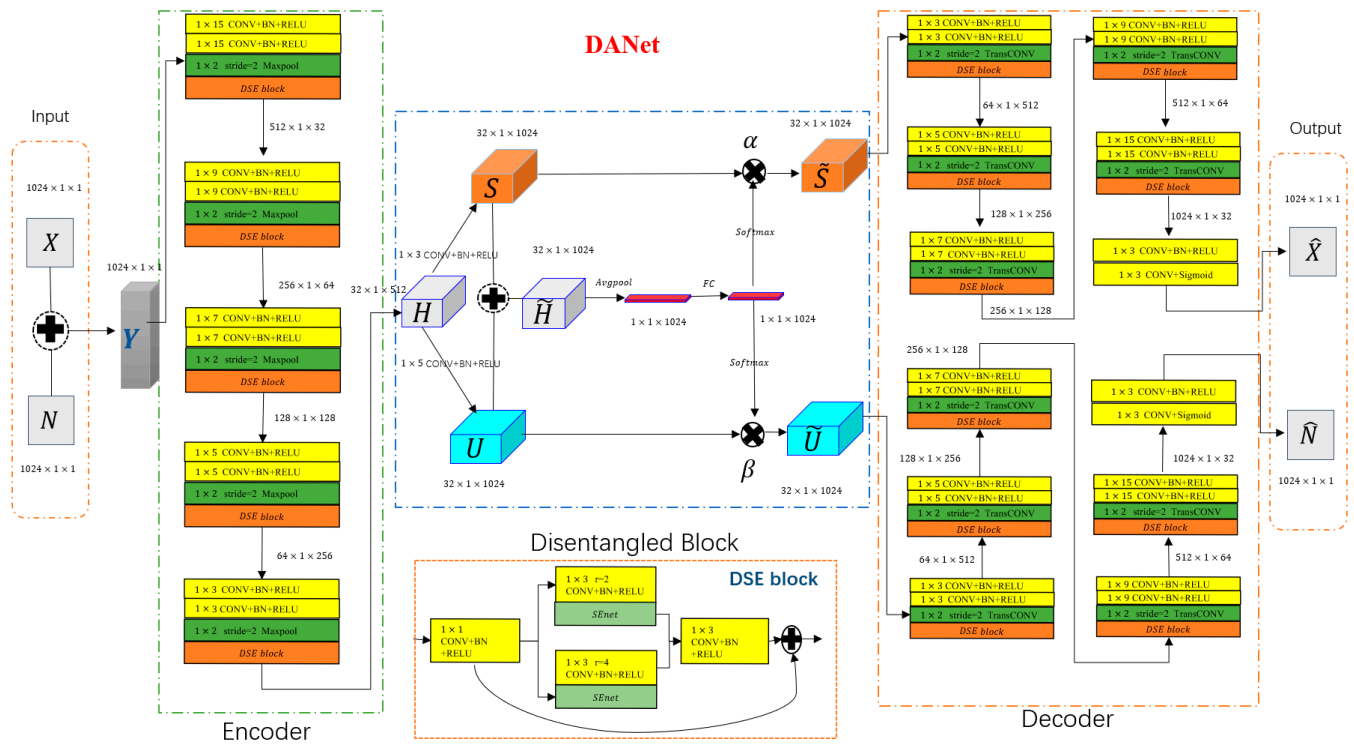 DANet
Input
1024 × 1 × 1
X
N
1024 × 1 × 1
1024 × 1 × 1
Y
1 × 15 CONV+BN+RELU
1 × 15 CONV+BN+RELU
1 × 2 stride=2 Maxpool
DSE block
512 × 1 × 32
1 × 9 CONV+BN+RELU
1 × 9 CONV+BN+RELU
1 × 2 stride=2 Maxpool
DSE block
256 × 1 × 64
1 × 7 CONV+BN+RELU
1 × 7 CONV+BN+RELU
1 × 2 stride=2 Maxpool
DSE block
128 × 1 × 128
1 × 5 CONV+BN+RELU
1 × 5 CONV+BN+RELU
1 × 2 stride=2 Maxpool
DSE block
64 × 1 × 256
1 × 3 CONV+BN+RELU
1 × 3 CONV+BN+RELU
1 × 2 stride=2 Maxpool
DSE block
Encoder
32 × 1 × 512
H
1 × 3 CONV+BN+RELU
1 × 5 CONV+BN+RELU
32 × 1 × 1024
S
U
32 × 1 × 1024
32 × 1 × 1024
H̃
Avgpool
1 × 1 × 1024
FC
1 × 1 × 1024
Softmax
Softmax
α
β
32 × 1 × 1024
S̃
Ũ
32 × 1 × 1024
Disentangled Block
DSE block
1 × 1
CONV+BN
+RELU
1 × 3 r=2
CONV+BN+RELU
SEnet
1 × 3 r=4
CONV+BN+RELU
SEnet
1 × 3
CONV+BN
+RELU
1 × 3 CONV+BN+RELU
1 × 3 CONV+BN+RELU
1 × 2 stride=2 TransCONV
DSE block
64 × 1 × 512
1 × 5 CONV+BN+RELU
1 × 5 CONV+BN+RELU
1 × 2 stride=2 TransCONV
DSE block
128 × 1 × 256
1 × 7 CONV+BN+RELU
1 × 7 CONV+BN+RELU
1 × 2 stride=2 TransCONV
DSE block
256 × 1 × 128
1 × 9 CONV+BN+RELU
1 × 9 CONV+BN+RELU
1 × 2 stride=2 TransCONV
DSE block
512 × 1 × 64
1 × 15 CONV+BN+RELU
1 × 15 CONV+BN+RELU
1 × 2 stride=2 TransCONV
DSE block
1024 × 1 × 32
1 × 3 CONV+BN+RELU
1 × 3 CONV+Sigmoid
256 × 1 × 128
1 × 7 CONV+BN+RELU
1 × 7 CONV+BN+RELU
1 × 2 stride=2 TransCONV
DSE block
128 × 1 × 256
1 × 5 CONV+BN+RELU
1 × 5 CONV+BN+RELU
1 × 2 stride=2 TransCONV
DSE block
64 × 1 × 512
1 × 3 CONV+BN+RELU
1 × 3 CONV+BN+RELU
1 × 2 stride=2 TransCONV
DSE block
1 × 3 CONV+BN+RELU
1 × 3 CONV+Sigmoid
1024 × 1 × 32
1 × 15 CONV+BN+RELU
1 × 15 CONV+BN+RELU
1 × 2 stride=2 TransCONV
DSE block
512 × 1 × 64
1 × 9 CONV+BN+RELU
1 × 9 CONV+BN+RELU
1 × 2 stride=2 TransCONV
DSE block
Decoder
Output
1024 × 1 × 1
X̂
N̂
1024 × 1 × 1